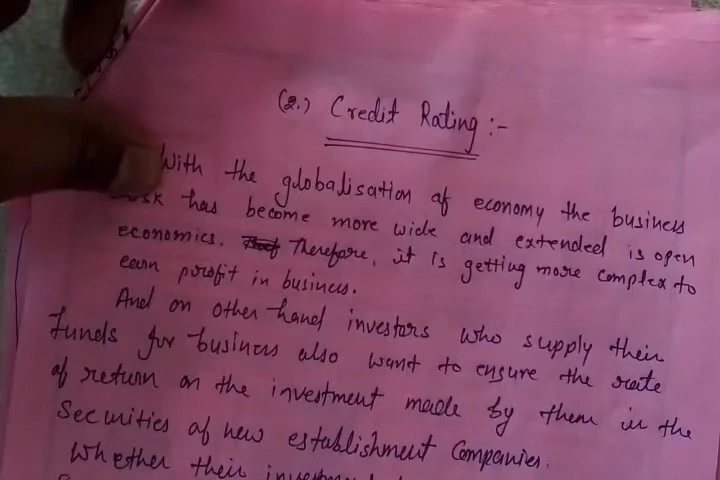 (2.) Credit Rating :-
With the globalisation of economy the business
has become more wide and extended is open
economics. Therefore, it is getting more complex to
earn profit in business.
And on other hand investors who supply their
funds for business also want to ensure the rate
of return on the investment made by them in the
Securities of new establishment Companies.
Whether their